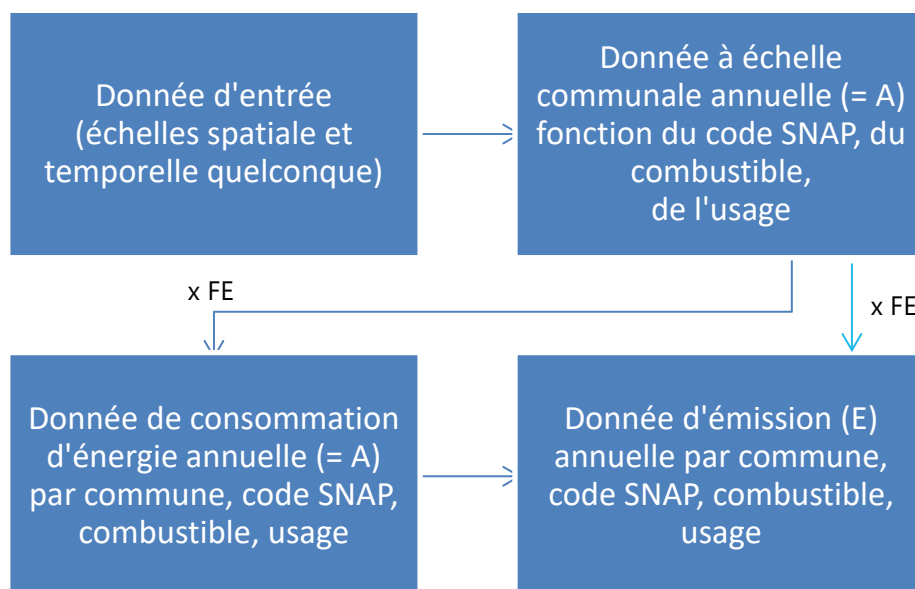 Donnée d'entrée
(échelles spatiale et
temporelle quelconque)
Donnée à échelle
communale annuelle (= A)
fonction du code SNAP, du
combustible,
de l'usage
x FE
x FE
Donnée de consommation
d'énergie annuelle (= A)
par commune, code SNAP,
combustible, usage
Donnée d'émission (E)
annuelle par commune,
code SNAP, combustible,
usage